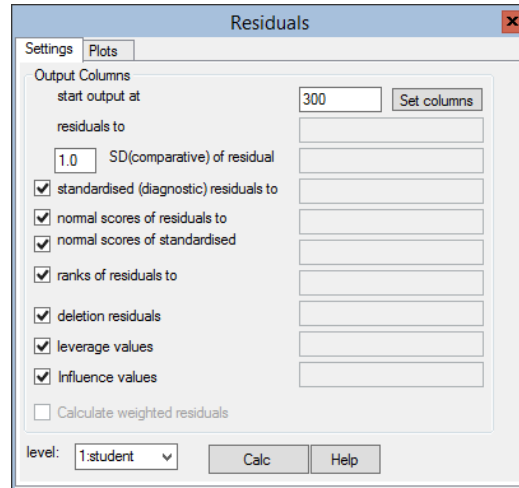 Residuals
Settings Plots
Output Columns
start output at 300 Set columns
residuals to
1.0 SD(comparative) of residual
standardised (diagnostic) residuals to
normal scores of residuals to
normal scores of standardised
ranks of residuals to
deletion residuals
leverage values
Influence values
Calculate weighted residuals
level: 1:student Calc Help